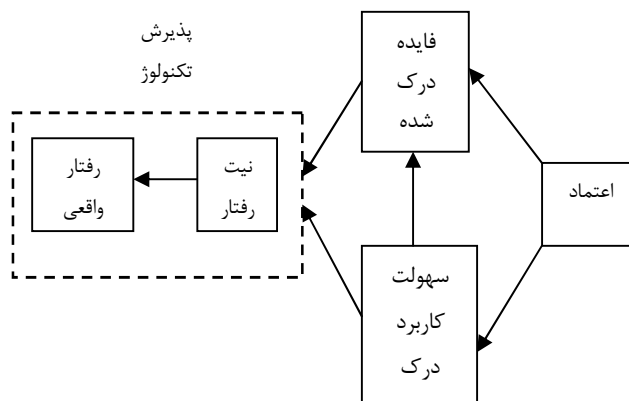 پذیرش
تکنولوژ
فایده
درک
شده
اعتماد
نیت
رفتار
رفتار
واقعی
سهولت
کاربرد
درک